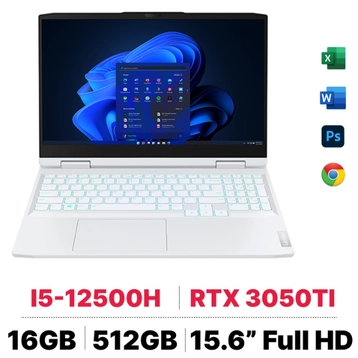 I5-12500H | RTX 3050TI
16GB | 512GB | 15.6” Full HD